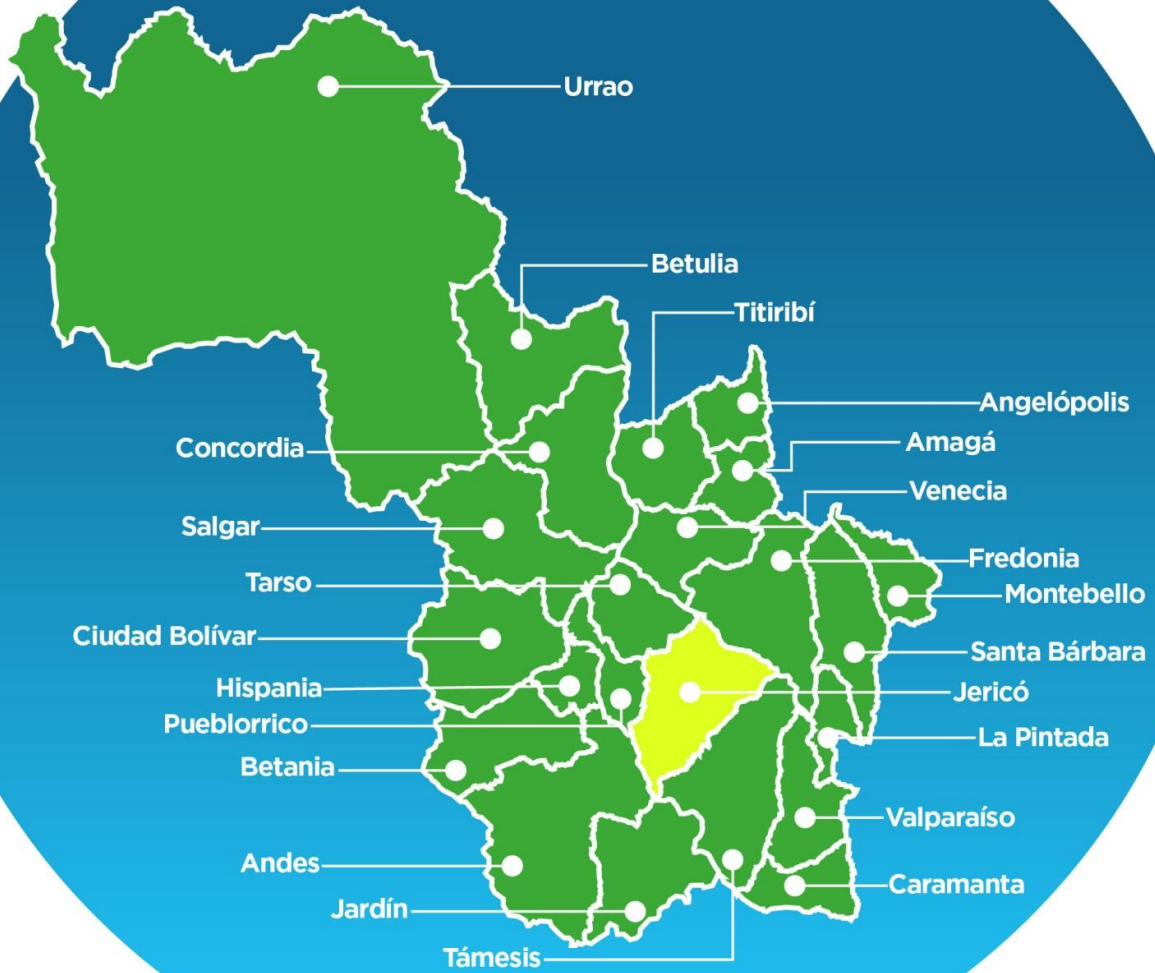 Urrao
Betulia
Titiribí
Angelópolis
Concordia
Amagá
Venecia
Salgar
Fredonia
Tarso
Montebello
Ciudad Bolívar
Santa Bárbara
Hispania
Jericó
Pueblorrico
La Pintada
Betania
Valparaíso
Andes
Caramanta
Jardín
Támesis